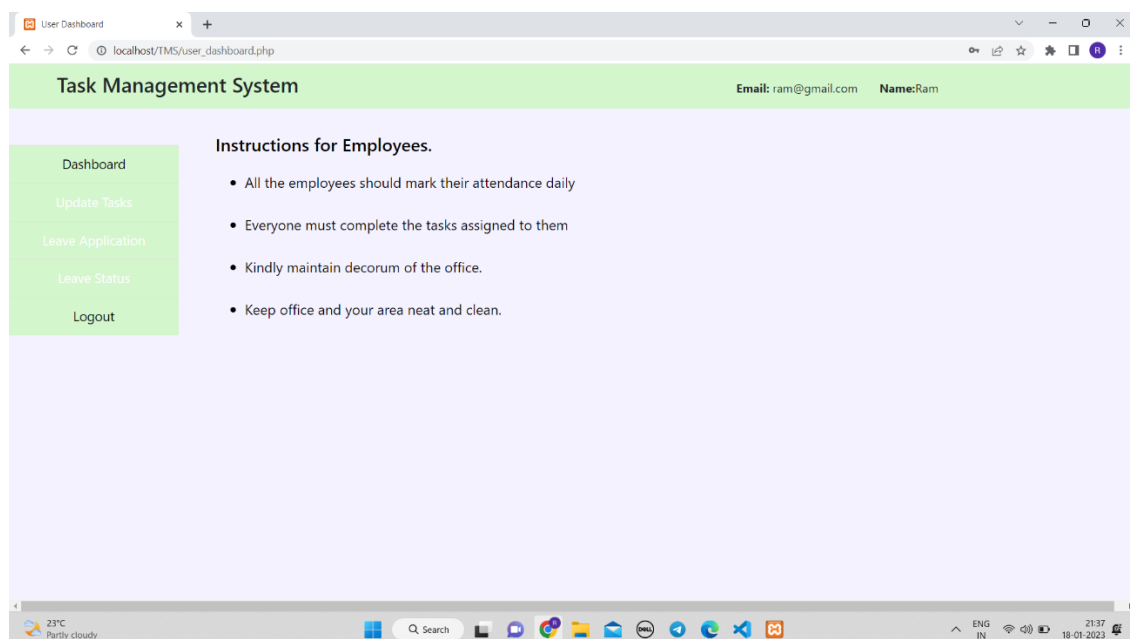 User Dashboard
localhost/TMS/user_dashboard.php
R
Task Management System
Email: ram@gmail.com Name:Ram
Dashboard
Update Tasks
Leave Application
Leave Status
Logout
Instructions for Employees.
• All the employees should mark their attendance daily
• Everyone must complete the tasks assigned to them
• Kindly maintain decorum of the office.
• Keep office and your area neat and clean.
23°C
Partly cloudy
Search
DELL
ENG
IN
21:37
18-01-2023